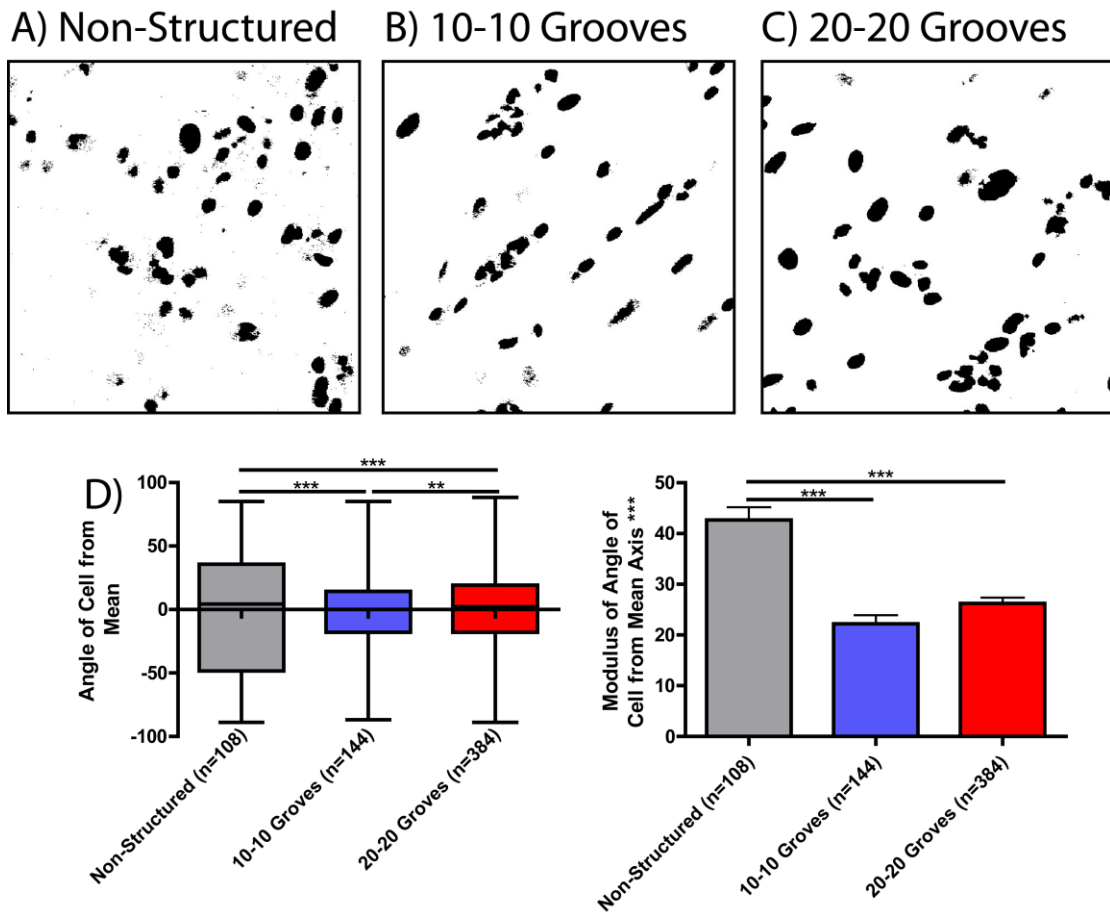 A) Non-Structured
B) 10-10 Grooves
C) 20-20 Grooves
D)
Angle of Cell from
Mean
100
50
0
-50
-100
***
***
**
Non-Structured (n=108)
10-10 Groves (n=144)
20-20 Groves (n=384)
Modulus of Angle of
Cell from Mean Axis ***
50
40
30
20
10
0
***
***
Non-Structured (n=108)
10-10 Groves (n=144)
20-20 Groves (n=384)